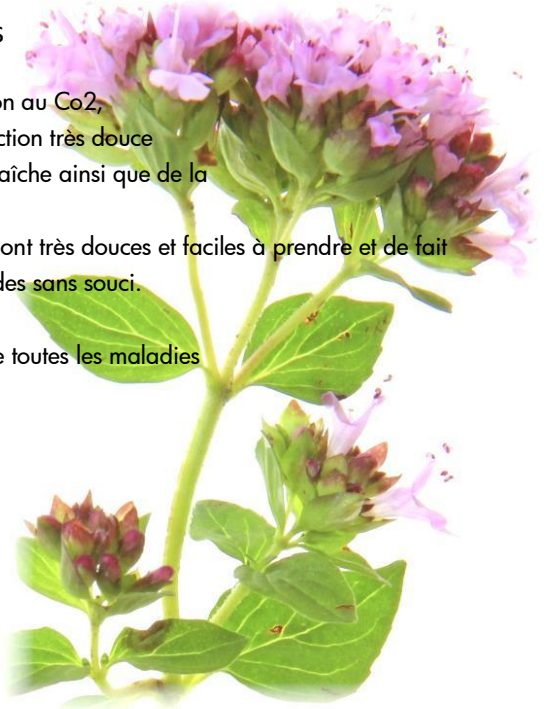 s
on au Co2,
ction très douce
aîche ainsi que de la
ont très douces et faciles à prendre et de fait
des sans souci.
e toutes les maladies